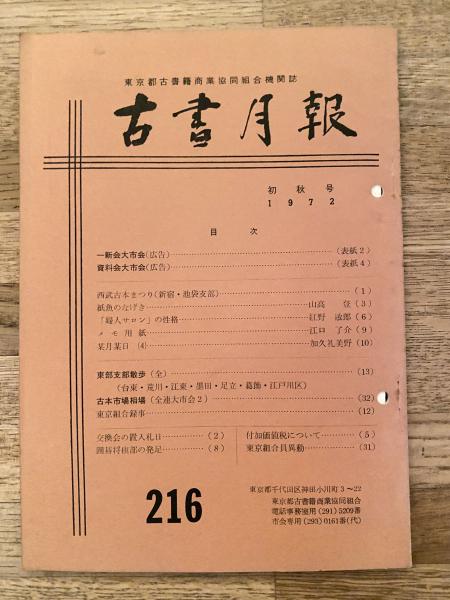 東京都古書籍商業協同組合機関誌
古書月報
初秋号
1972
目次
一新会大市会(広告)……(表紙2)
資料会大市会(広告)……(表紙4)
西武古本まつり(新宿・池袋支部)……(1)
紙魚のなげき……山高 登(3)
「婦人サロン」の性格……紅野 敏郎(6)
メモ用紙……江口 了介(9)
某月某日 (4)……加久礼美野(10)
東部支部散歩(全)……(13)
(台東・荒川・江東・墨田・足立・葛飾・江戸川区)
古本市場相場(全連大市会2)……(32)
東京組合録事……(12)
交換会の置入札日……(2)
囲碁将棋部の発足……(8)
付加価値税について……(5)
東京組合員異動……(31)
216
東京都千代田区神田小川町3〜22
東京都古書籍商業協同組合
電話事務室用(291)5209番
市会専用(293)0161番(代)